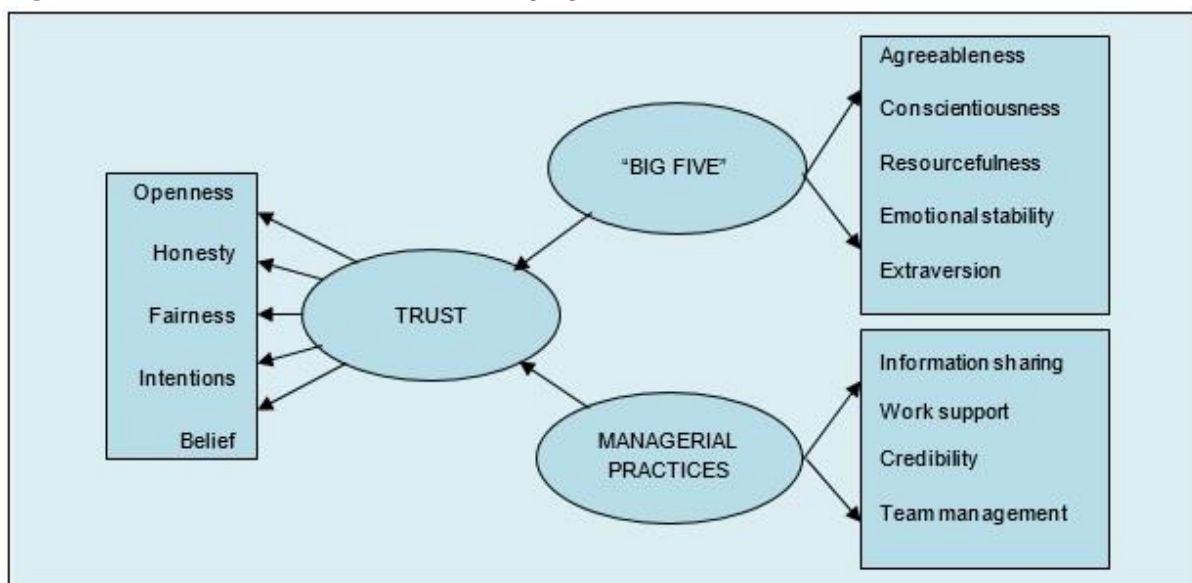 Openness
Honesty
Fairness
Intentions
Belief
TRUST
"BIG FIVE"
MANAGERIAL
PRACTICES
Agreeableness
Conscientiousness
Resourcefulness
Emotional stability
Extraversion
Information sharing
Work support
Credibility
Team management